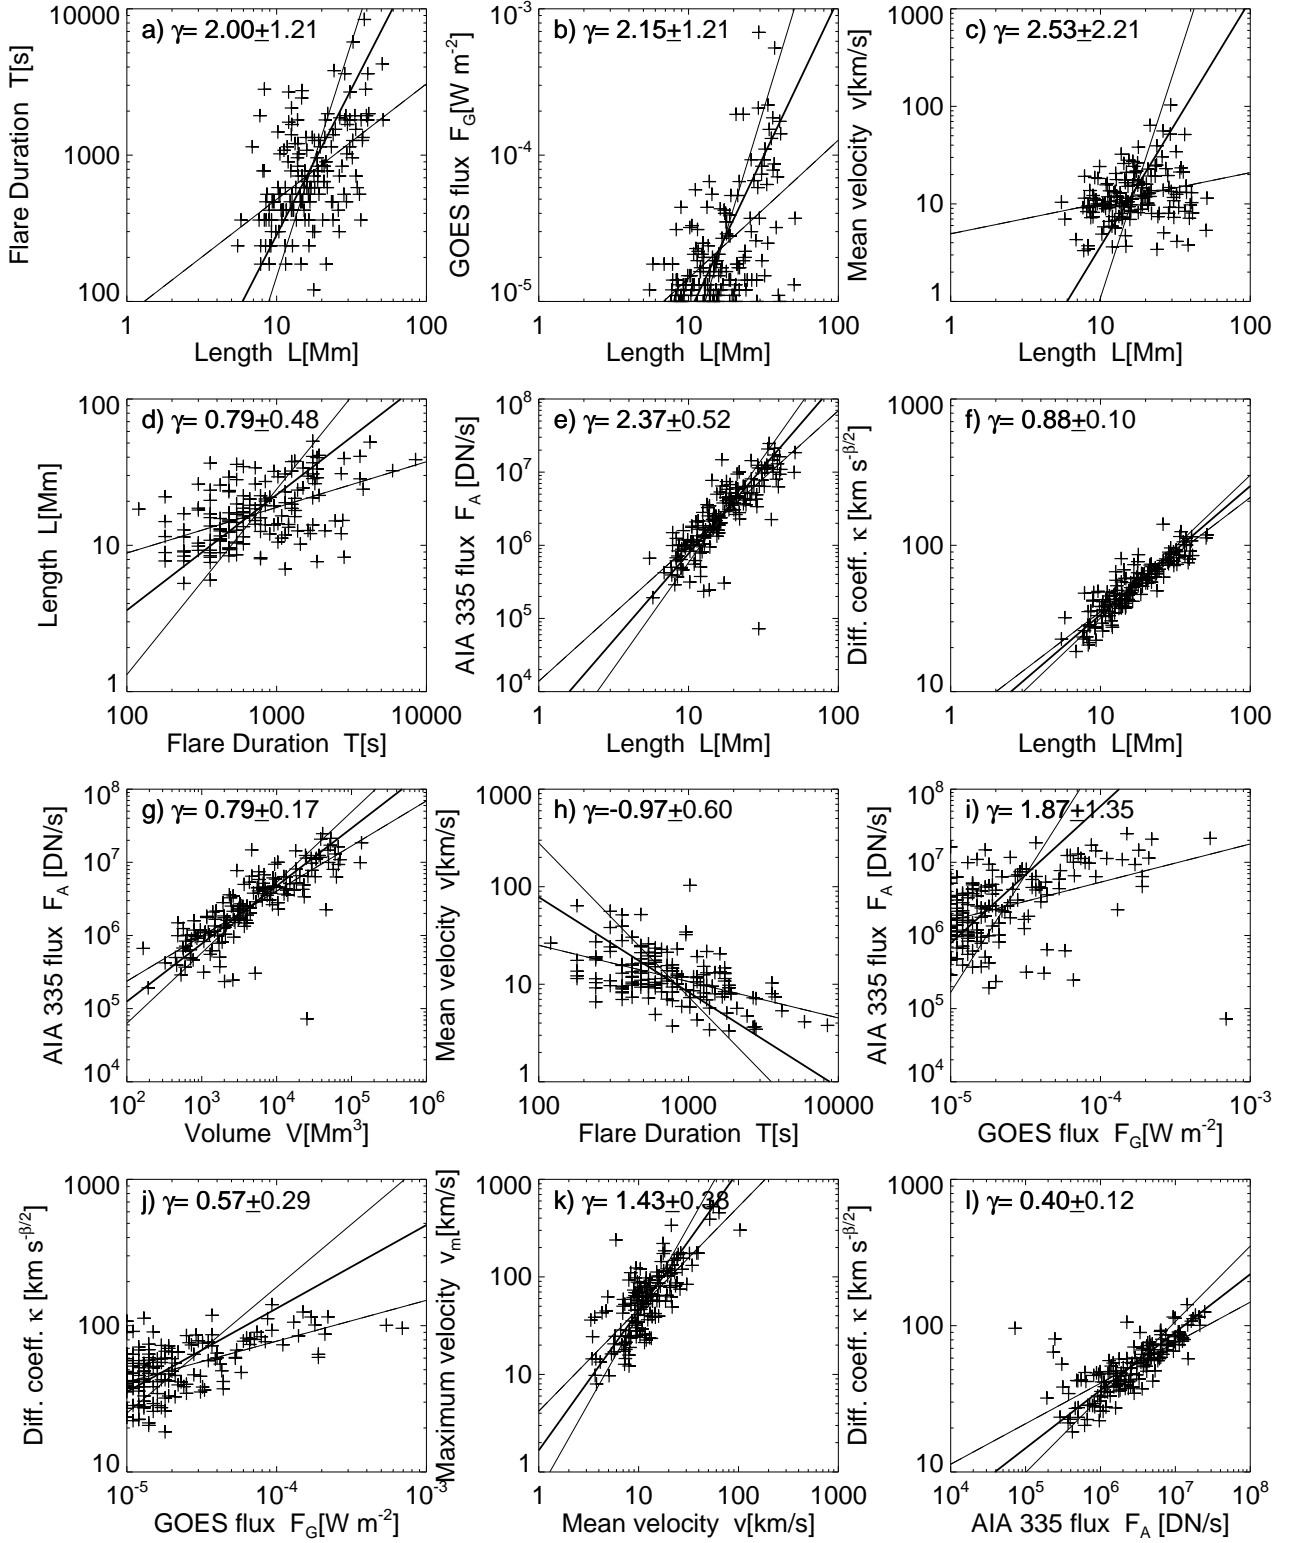 a) γ= 2.00±1.21
Flare Duration T[s]
10000
1000
100
1 10 100
Length L[Mm]
b) γ= 2.15±1.21
GOES flux F_G[W m^-2]
10^-3
10^-4
10^-5
1 10 100
Length L[Mm]
c) γ= 2.53±2.21
Mean velocity v[km/s]
1000
100
10
1
1 10 100
Length L[Mm]
d) γ= 0.79±0.48
Length L[Mm]
100
10
1
100 1000 10000
Flare Duration T[s]
e) γ= 2.37±0.52
AIA 335 flux F_A [DN/s]
10^8
10^7
10^6
10^5
10^4
1 10 100
Length L[Mm]
f) γ= 0.88±0.10
Diff. coeff. κ [km s^-β/2]
1000
100
10
1 10 100
Length L[Mm]
g) γ= 0.79±0.17
AIA 335 flux F_A [DN/s]
10^8
10^7
10^6
10^5
10^4
10^2 10^3 10^4 10^5 10^6
Volume V[Mm^3]
h) γ=-0.97±0.60
Mean velocity v[km/s]
1000
100
10
1
100 1000 10000
Flare Duration T[s]
i) γ= 1.87±1.35
AIA 335 flux F_A [DN/s]
10^8
10^7
10^6
10^5
10^4
10^-5 10^-4 10^-3
GOES flux F_G[W m^-2]
j) γ= 0.57±0.29
Diff. coeff. κ [km s^-β/2]
1000
100
10
10^-5 10^-4 10^-3
GOES flux F_G[W m^-2]
k) γ= 1.43±0.38
Maximum velocity v_m[km/s]
1000
100
10
1
1 10 100 1000
Mean velocity v[km/s]
l) γ= 0.40±0.12
Diff. coeff. κ [km s^-β/2]
1000
100
10
10^4 10^5 10^6 10^7 10^8
AIA 335 flux F_A [DN/s]